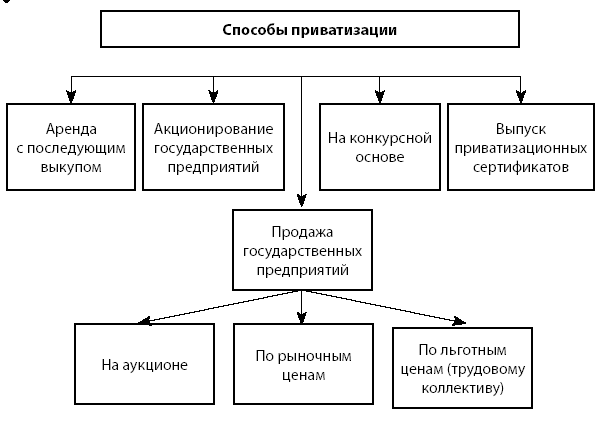 Способы приватизации
Аренда
с последующим
выкупом
Акционирование
государственных
предприятий
На конкурсной
основе
Выпуск
приватизационных
сертификатов
Продажа
государственных
предприятий
На аукционе
По рыночным
ценам
По льготным
ценам (трудовому
коллективу)